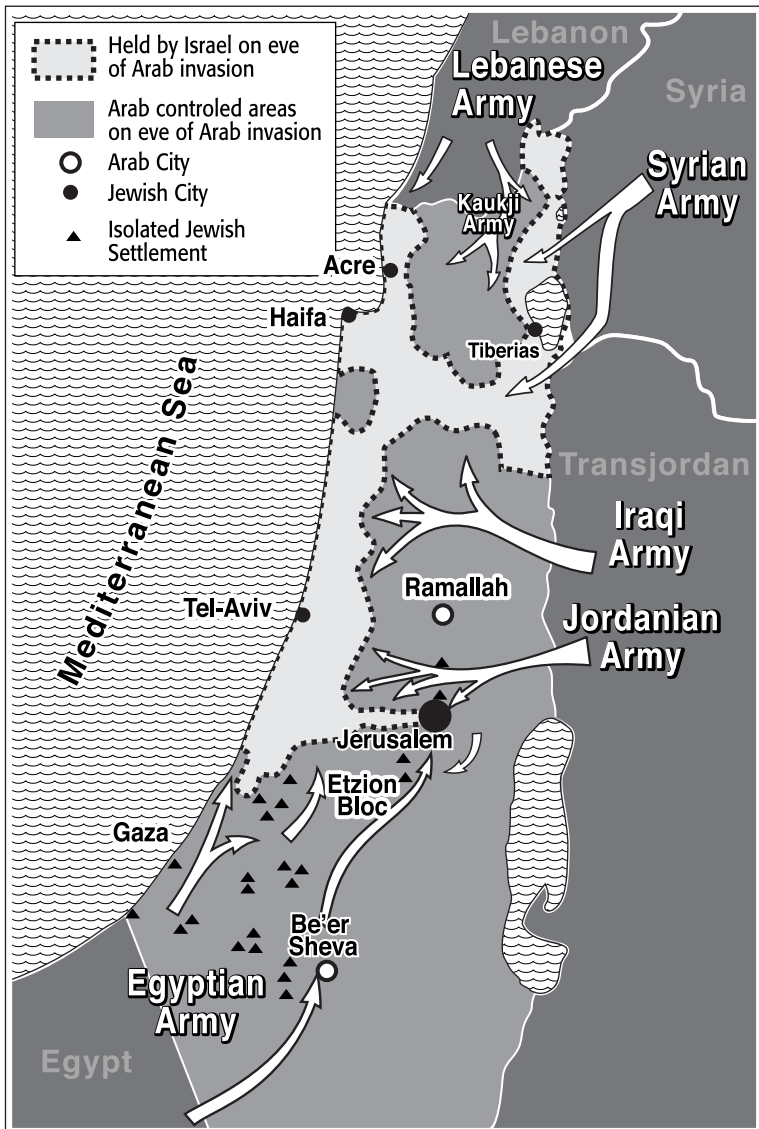 Held by Israel on eve
of Arab invasion
Arab controled areas
on eve of Arab invasion
Arab City
Jewish City
Isolated Jewish
Settlement
Lebanon
Lebanese
Army
Syria
Syrian
Army
Kaukji
Army
Acre
Haifa
Tiberias
Mediterranean Sea
Transjordan
Iraqi
Army
Ramallah
Tel-Aviv
Jordanian
Army
Jerusalem
Etzion
Bloc
Gaza
Be'er
Sheva
Egyptian
Army
Egypt